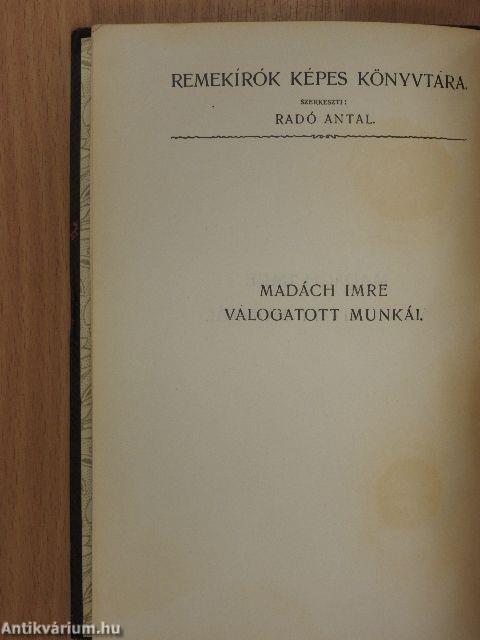 REMEKÍRÓK KÉPES KÖNYVTÁRA.
SZERKESZTI:
RADÓ ANTAL.
MADÁCH IMRE
VÁLOGATOTT MUNKÁI.
Antikvárium.hu